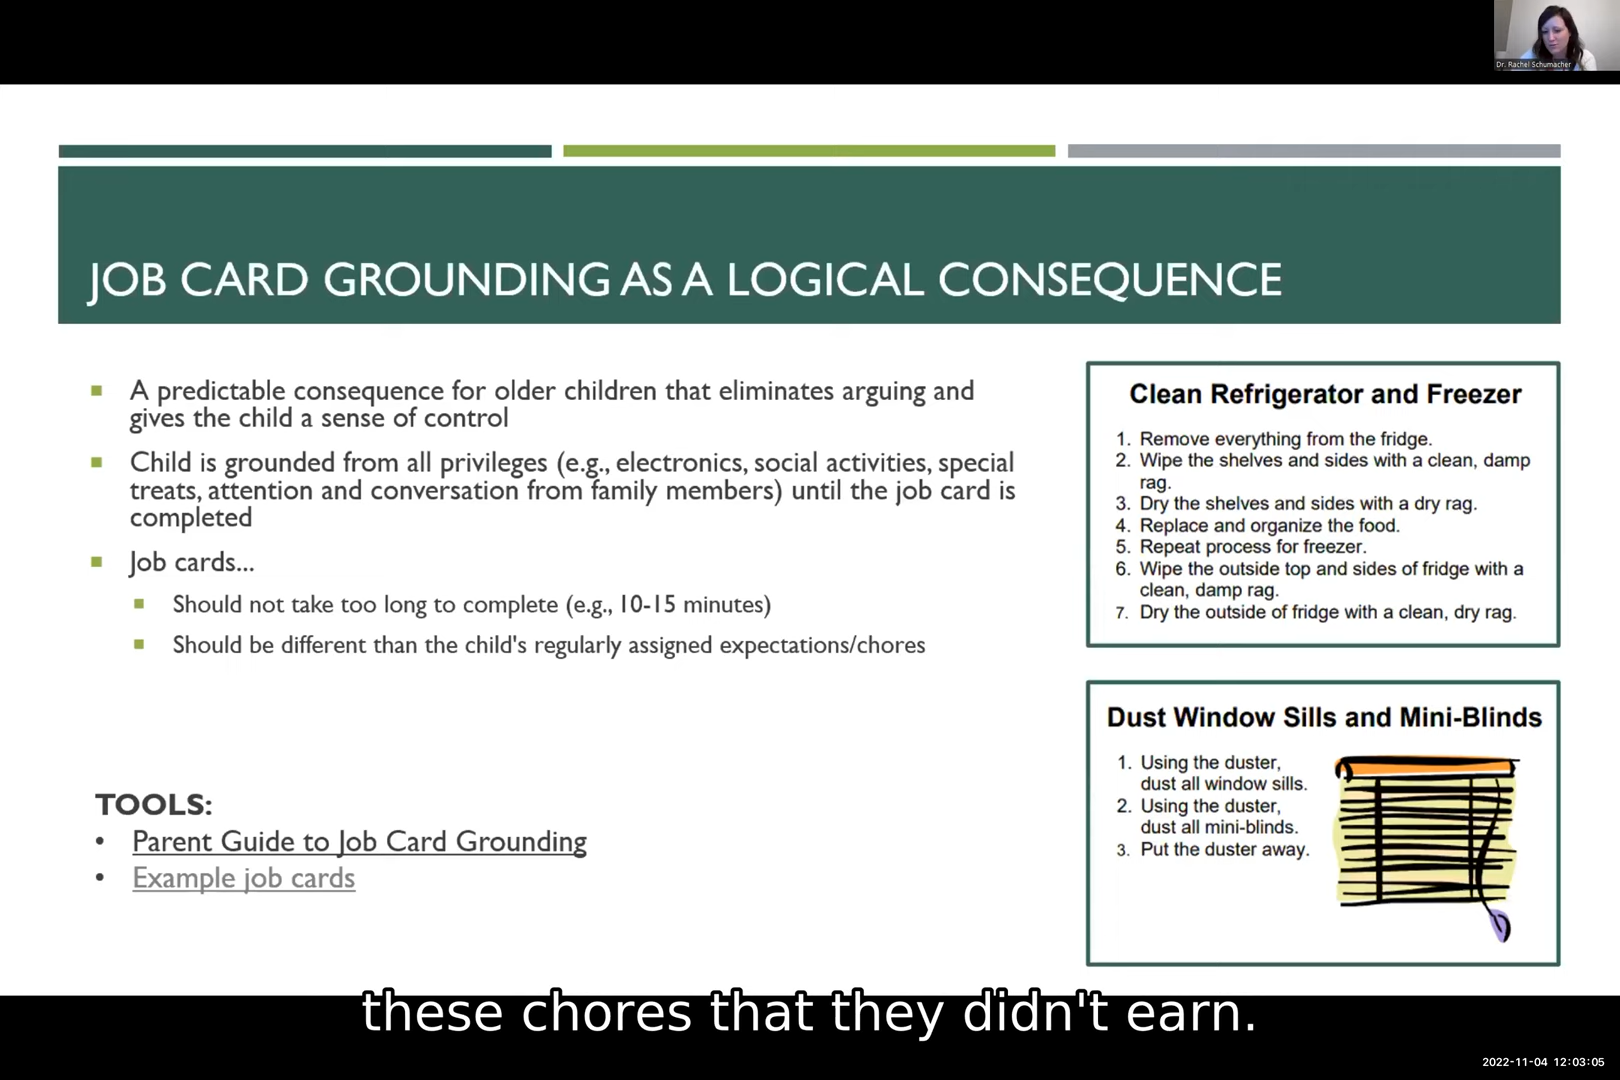 Dr. Rachel Schumacher
JOB CARD GROUNDING AS A LOGICAL CONSEQUENCE
A predictable consequence for older children that eliminates arguing and
gives the child a sense of control
Child is grounded from all privileges (e.g., electronics, social activities, special
treats, attention and conversation from family members) until the job card is
completed
Job cards...
Should not take too long to complete (e.g., 10-15 minutes)
Should be different than the child's regularly assigned expectations/chores
TOOLS:
Parent Guide to Job Card Grounding
Example job cards
Clean Refrigerator and Freezer
1. Remove everything from the fridge.
2. Wipe the shelves and sides with a clean, damp
rag.
3. Dry the shelves and sides with a dry rag.
4. Replace and organize the food.
5. Repeat process for freezer.
6. Wipe the outside top and sides of fridge with a
clean, damp rag.
7. Dry the outside of fridge with a clean, dry rag.
Dust Window Sills and Mini-Blinds
1. Using the duster,
dust all window sills.
2. Using the duster,
dust all mini-blinds.
3. Put the duster away.
these chores that they didn't earn.
2022-11-04 12:03:05